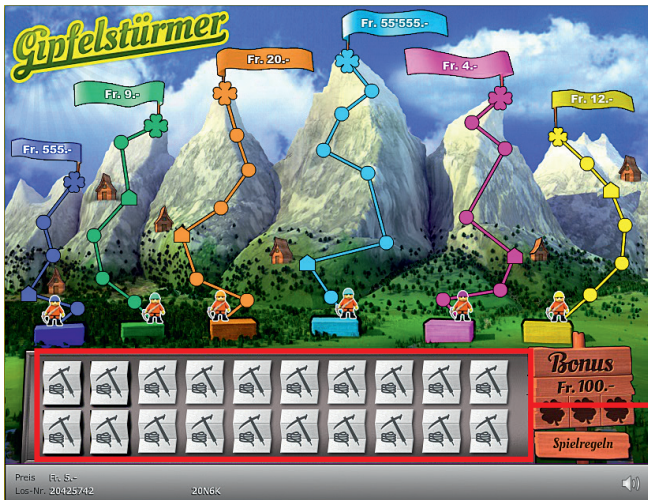 Gipfelstürmer
Fr. 55'555.-
Fr. 20.-
Fr. 4.-
Fr. 9.-
Fr. 12.-
Fr. 555.-
Bonus
Fr. 100.-
Spielregeln
Preis Fr. 5.-
Los-Nr. 20425742 20N6K